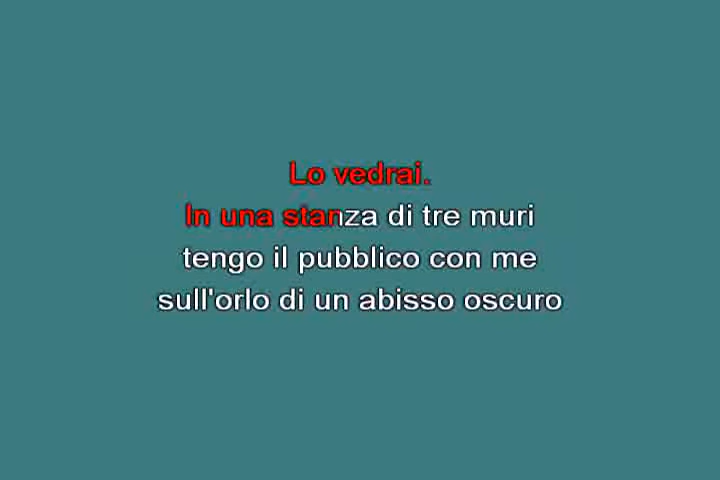 Lo vedrai.
In una stanza di tre muri
tengo il pubblico con me
sull'orlo di un abisso oscuro